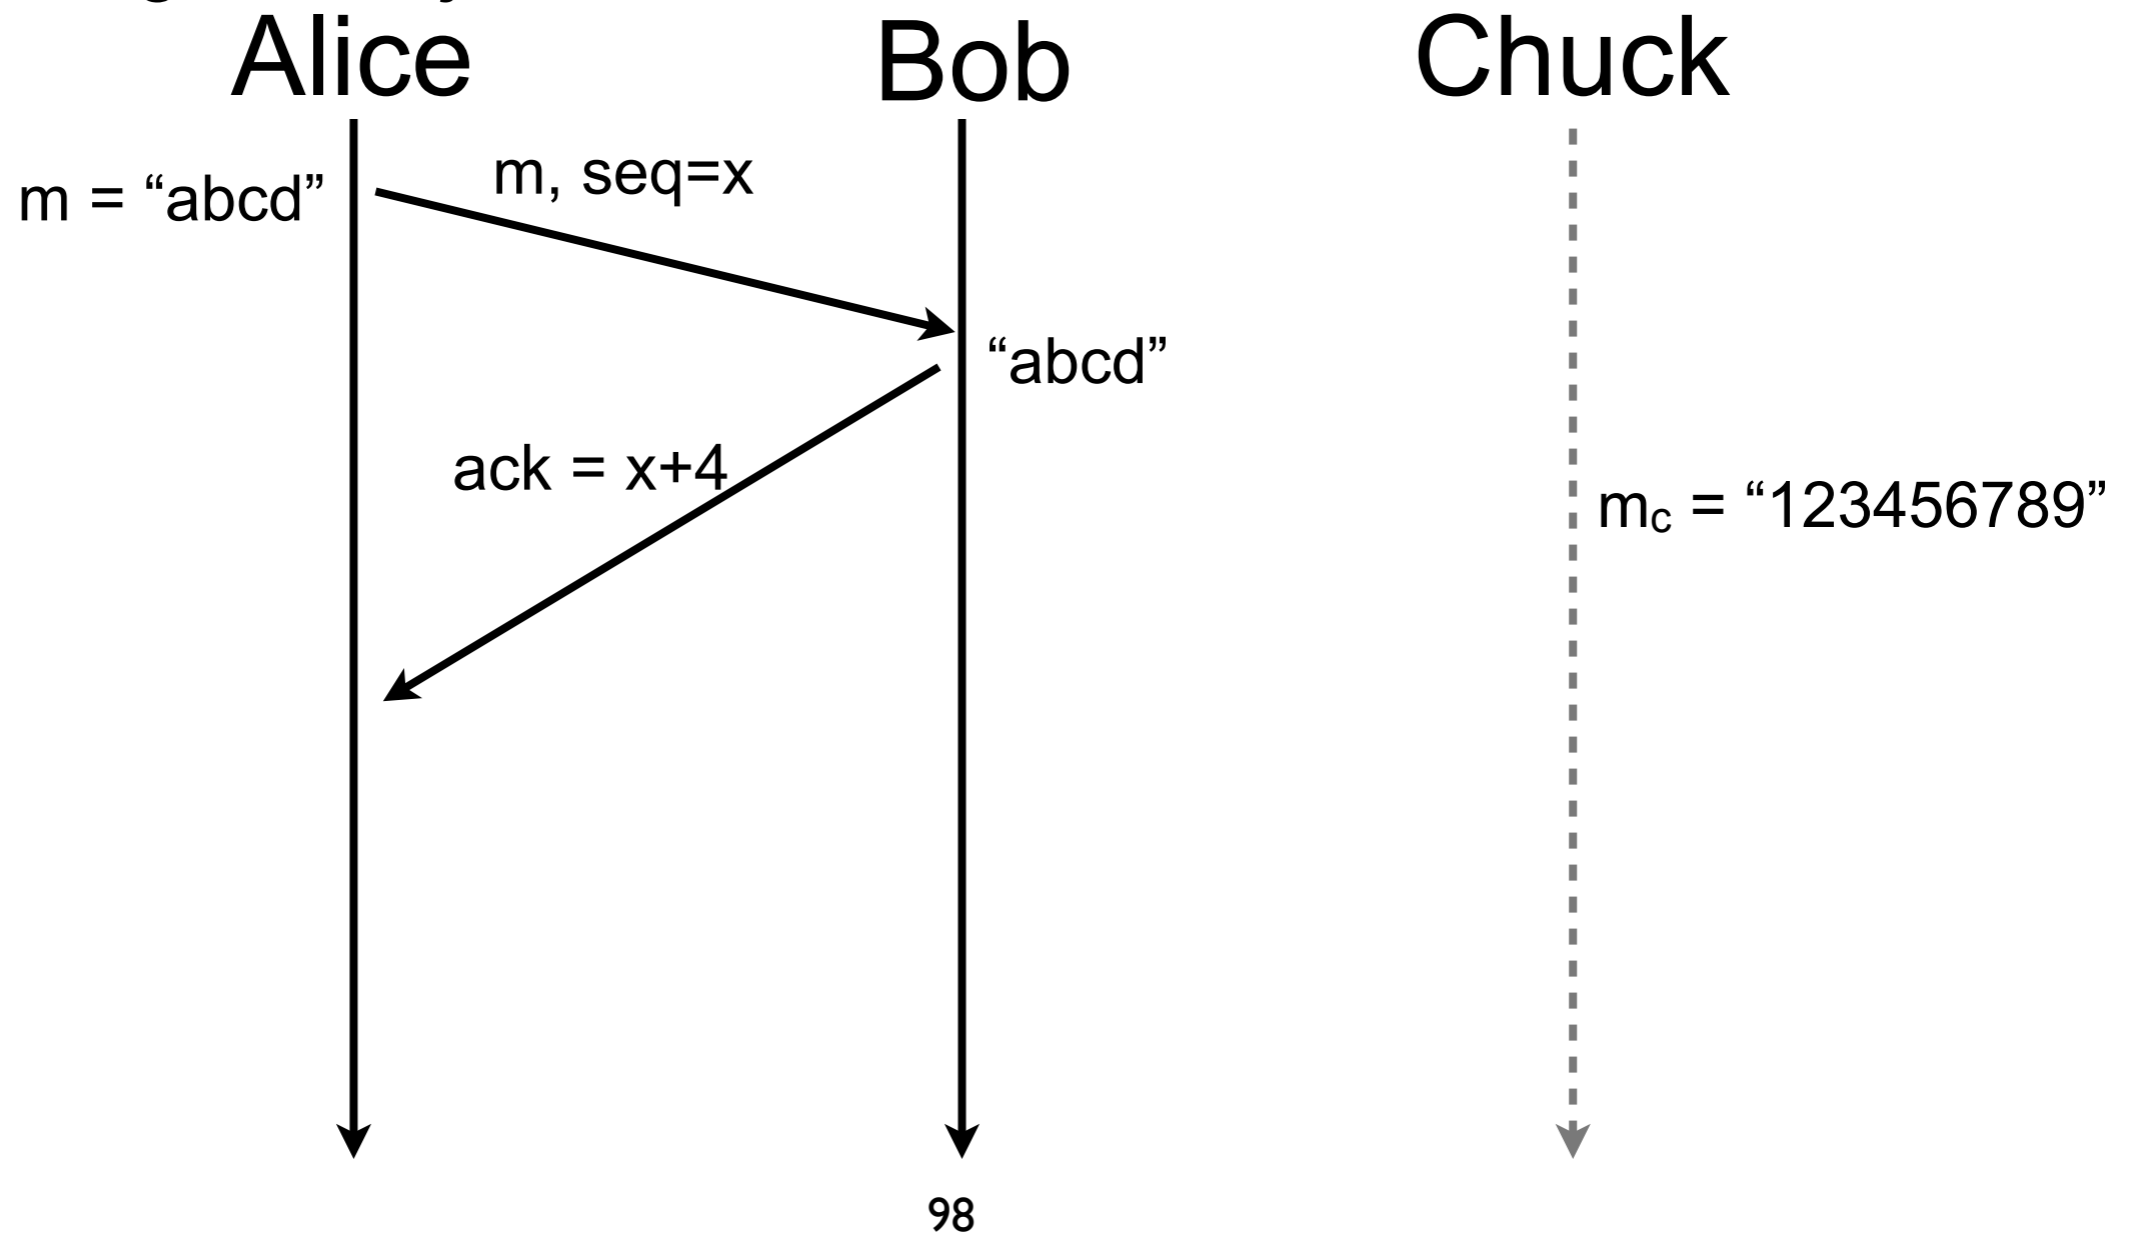 Alice Bob Chuck
m, seq=x
m = “abcd”
“abcd”
ack = x+4
mc = “123456789”
98